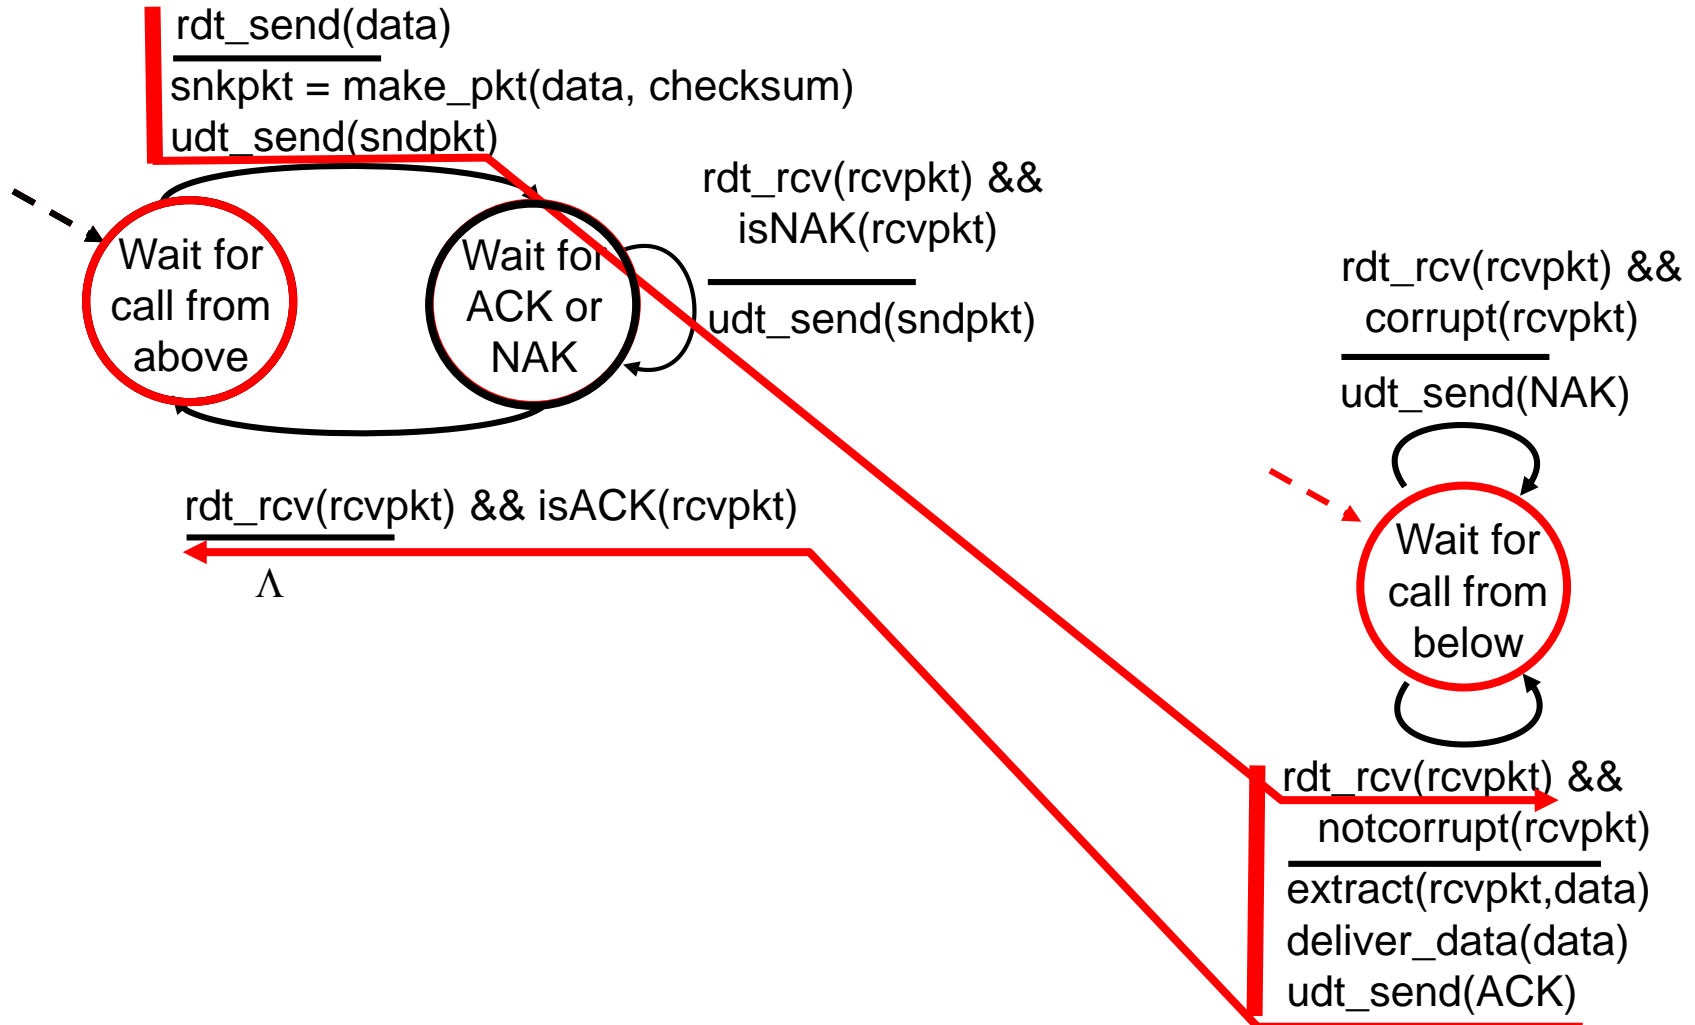 rdt_send(data)
snkpkt = make_pkt(data, checksum)
udt_send(sndpkt)
Wait for
call from
above
Wait for
ACK or
NAK
rdt_rcv(rcvpkt) &&
isNAK(rcvpkt)
udt_send(sndpkt)
rdt_rcv(rcvpkt) && isACK(rcvpkt)
Λ
rdt_rcv(rcvpkt) &&
corrupt(rcvpkt)
udt_send(NAK)
Wait for
call from
below
rdt_rcv(rcvpkt) &&
notcorrupt(rcvpkt)
extract(rcvpkt,data)
deliver_data(data)
udt_send(ACK)